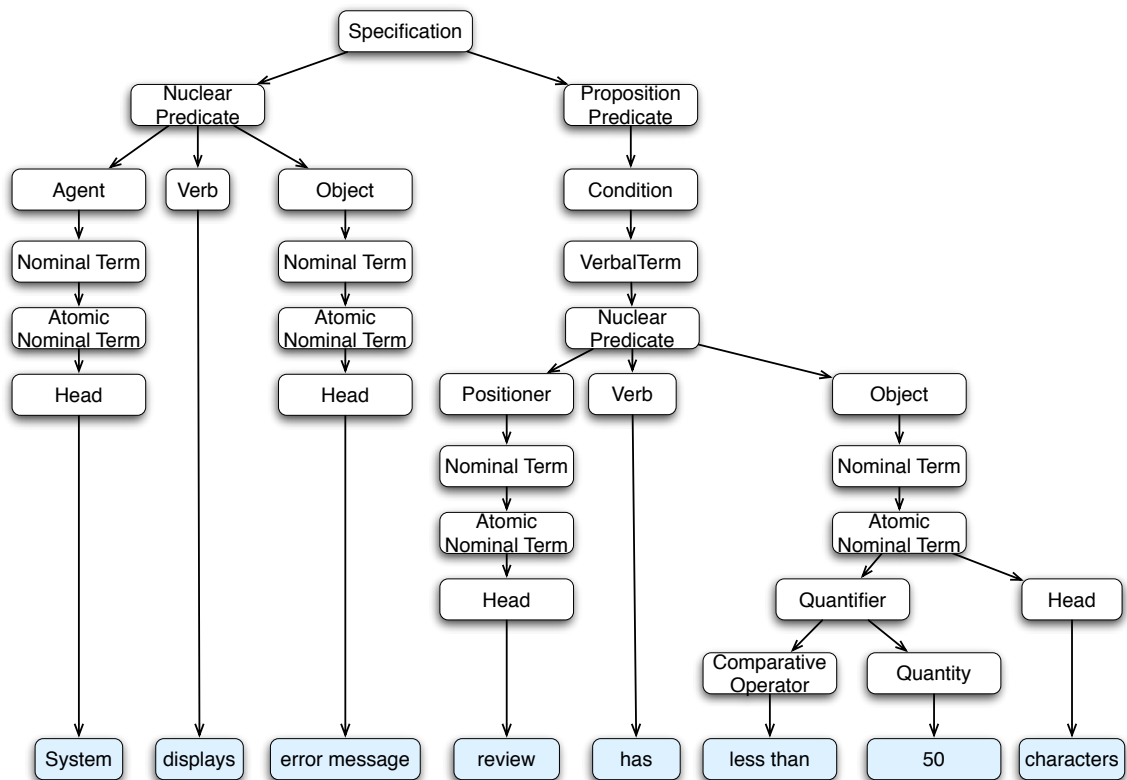 Specification
Nuclear
Predicate
Proposition
Predicate
Agent
Verb
Object
Condition
Nominal Term
Nominal Term
VerbalTerm
Atomic
Nominal Term
Atomic
Nominal Term
Nuclear
Predicate
Head
Head
Positioner
Verb
Object
Nominal Term
Nominal Term
Atomic
Nominal Term
Atomic
Nominal Term
Head
Quantifier
Head
Comparative
Operator
Quantity
System
displays
error message
review
has
less than
50
characters